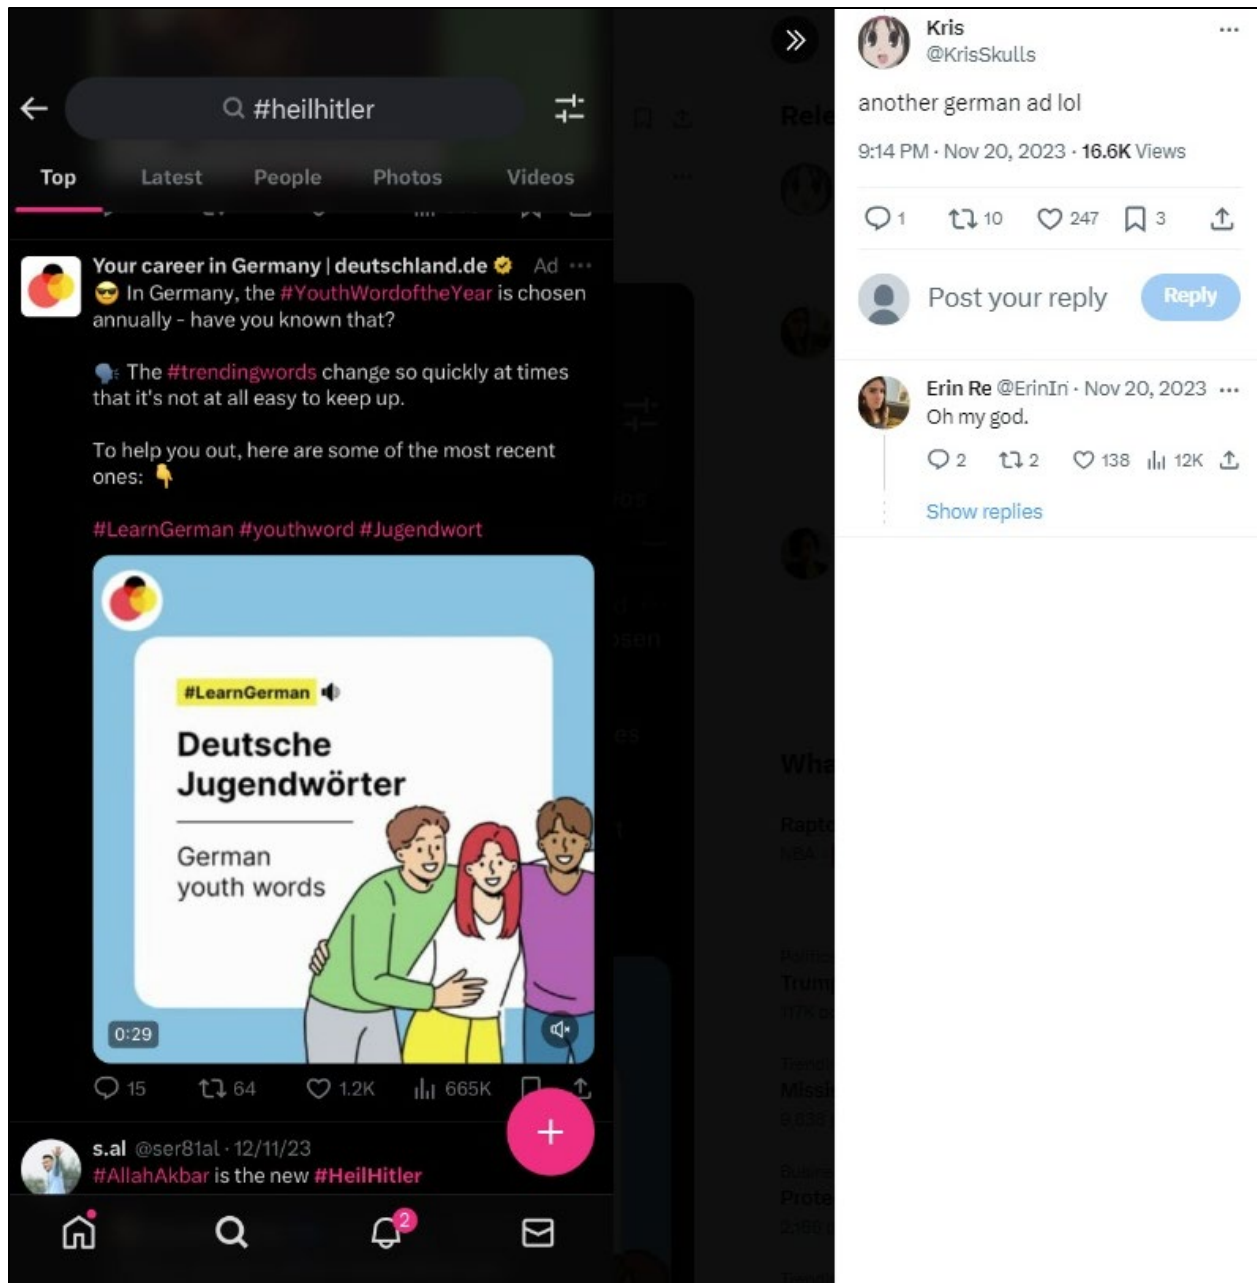 #heilhitler
Top Latest People Photos Videos
Your career in Germany | deutschland.de Ad
😎 In Germany, the #YouthWordoftheYear is chosen
annually - have you known that?
🗣️ The #trendingwords change so quickly at times
that it's not at all easy to keep up.
To help you out, here are some of the most recent
ones: 👇
#LearnGerman #youthword #Jugendwort
#LearnGerman
Deutsche
Jugendwörter
German
youth words
0:29
15 64 1.2K 665K
s.al @ser81al · 12/11/23
#AllahAkbar is the new #HeilHitler
2
Kris
@KrisSkulls
another german ad lol
9:14 PM · Nov 20, 2023 · 16.6K Views
1 10 247 3
Post your reply Reply
Erin Re @ErinIn · Nov 20, 2023
Oh my god.
2 2 138 12K
Show replies